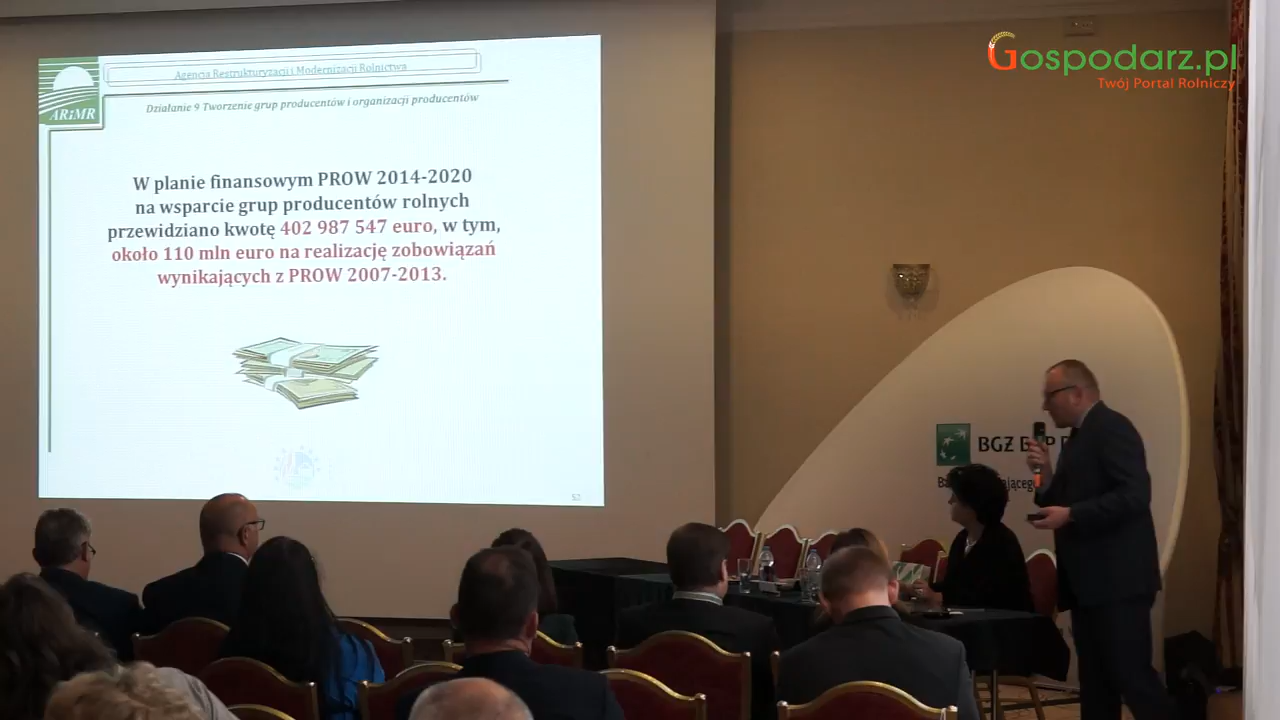 Gospodarz.pl
Twój Portal Rolniczy
Agencja Restrukturyzacji i Modernizacji Rolnictwa
ARiMR
Działanie 9 Tworzenie grup producentów i organizacji producentów
W planie finansowym PROW 2014-2020
na wsparcie grup producentów rolnych
przewidziano kwotę 402 987 547 euro, w tym,
około 110 mln euro na realizację zobowiązań
wynikających z PROW 2007-2013.
52
BGŻ